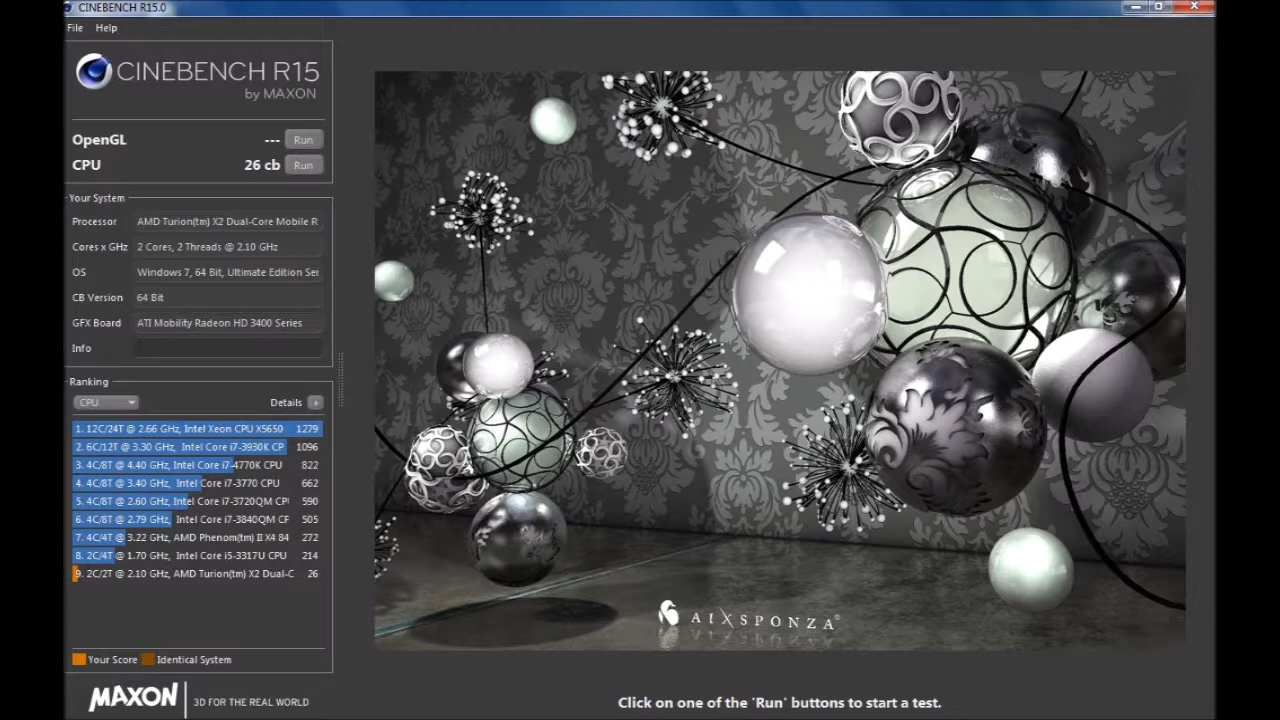 CINEBENCH R15.0
File Help
CINEBENCH R15
by MAXON
OpenGL --- Run
CPU 26 cb Run
Your System
Processor AMD Turion(tm) X2 Dual-Core Mobile R
Cores x GHz 2 Cores, 2 Threads @ 2.10 GHz
OS Windows 7, 64 Bit, Ultimate Edition Ser
CB Version 64 Bit
GFX Board ATI Mobility Radeon HD 3400 Series
Info
Ranking
CPU Details
1. 12C/24T @ 2.66 GHz, Intel Xeon CPU X5650 1279
2. 6C/12T @ 3.30 GHz, Intel Core i7-3930K CP 1096
3. 4C/8T @ 4.40 GHz, Intel Core i7-4770K CPU 822
4. 4C/8T @ 3.40 GHz, Intel Core i7-3770 CPU 662
5. 4C/8T @ 2.60 GHz, Intel Core i7-3720QM CPU 590
6. 4C/8T @ 2.79 GHz, Intel Core i7-3840QM CP 505
7. 4C/4T @ 3.22 GHz, AMD Phenom(tm) II X4 84 272
8. 2C/4T @ 1.70 GHz, Intel Core i5-3317U CPU 214
9. 2C/2T @ 2.10 GHz, AMD Turion(tm) X2 Dual-C 26
AIXSPONZA®
Your Score Identical System
MAXON 3D FOR THE REAL WORLD
Click on one of the 'Run' buttons to start a test.